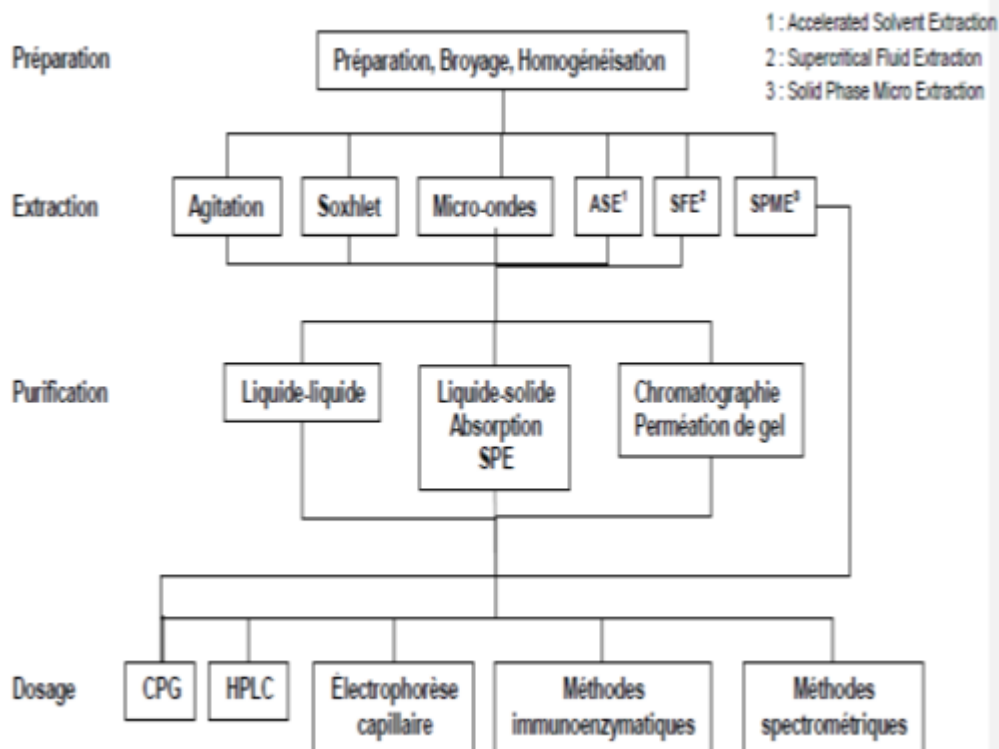 1 : Accelerated Solvent Extraction
2 : Supercritical Fluid Extraction
3 : Solid Phase Micro Extraction
Préparation
Préparation, Broyage, Homogénéisation
Extraction
Agitation
Soxhlet
Micro-ondes
ASE¹
SFE²
SPME³
Purification
Liquide-liquide
Liquide-solide
Absorption
SPE
Chromatographie
Perméation de gel
Dosage
CPG
HPLC
Électrophorèse
capillaire
Méthodes
immunoenzymatiques
Méthodes
spectrométriques